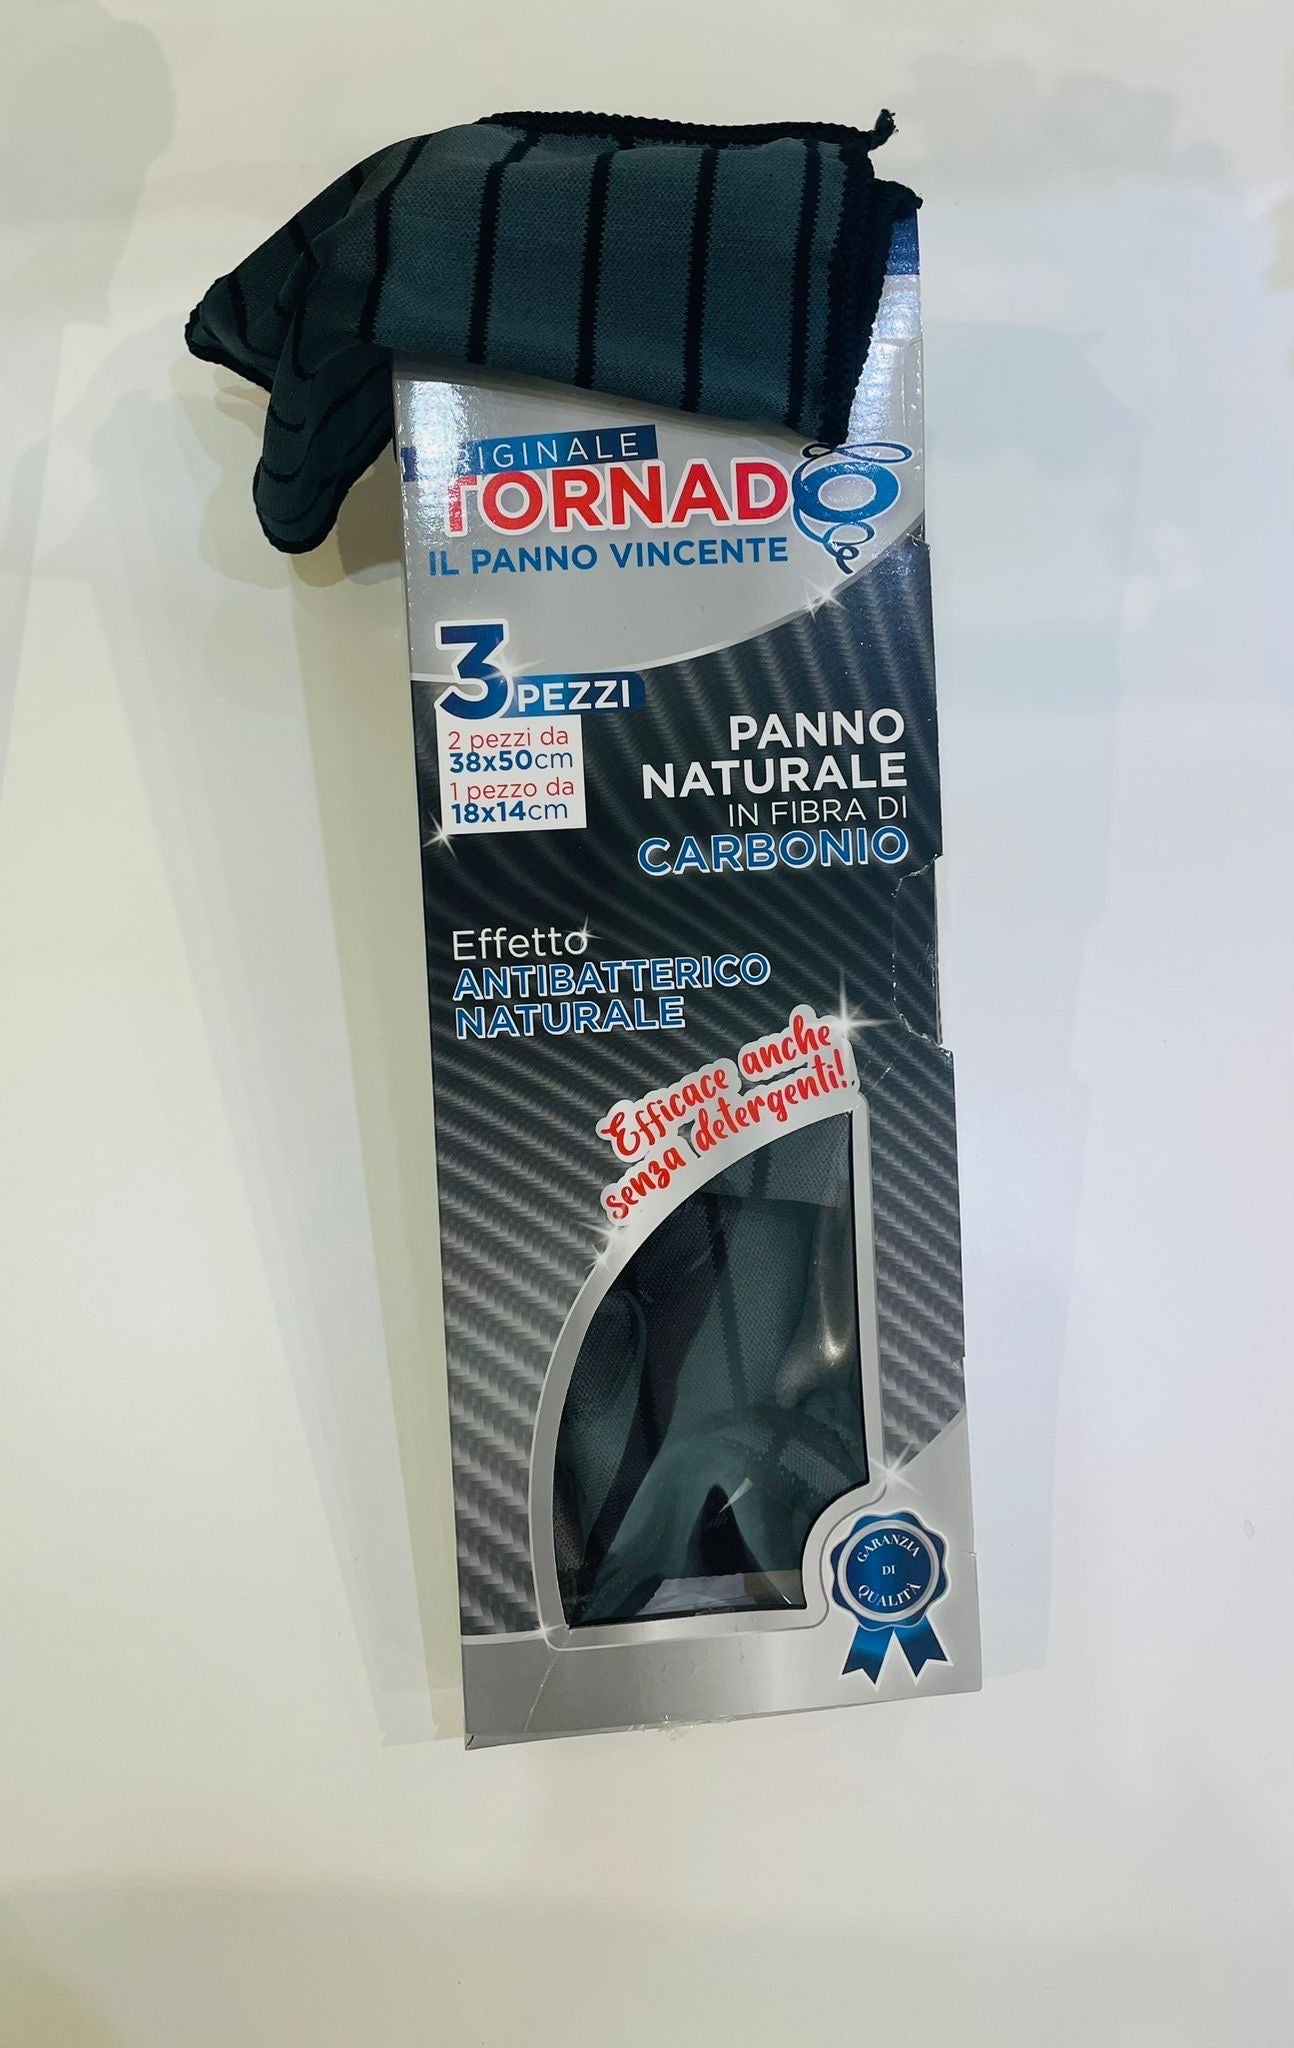 ORIGINALE
TORNADO
IL PANNO VINCENTE
3 PEZZI
2 pezzi da
38x50cm
1 pezzo da
18x14cm
PANNO
NATURALE
IN FIBRA DI
CARBONIO
Effetto
ANTIBATTERICO
NATURALE
Efficace anche
senza detergenti!
GARANZIA
DI
QUALITÀ